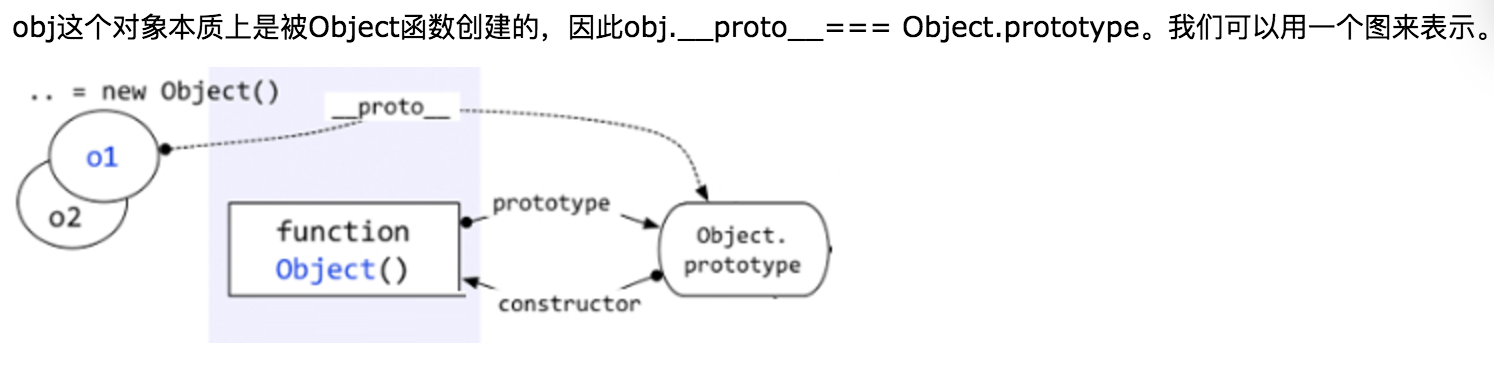 obj这个对象本质上是被Object函数创建的，因此obj.__proto__=== Object.prototype。我们可以用一个图来表示。
.. = new Object()
__proto__
o1
o2
prototype
function
Object()
Object.
prototype
constructor